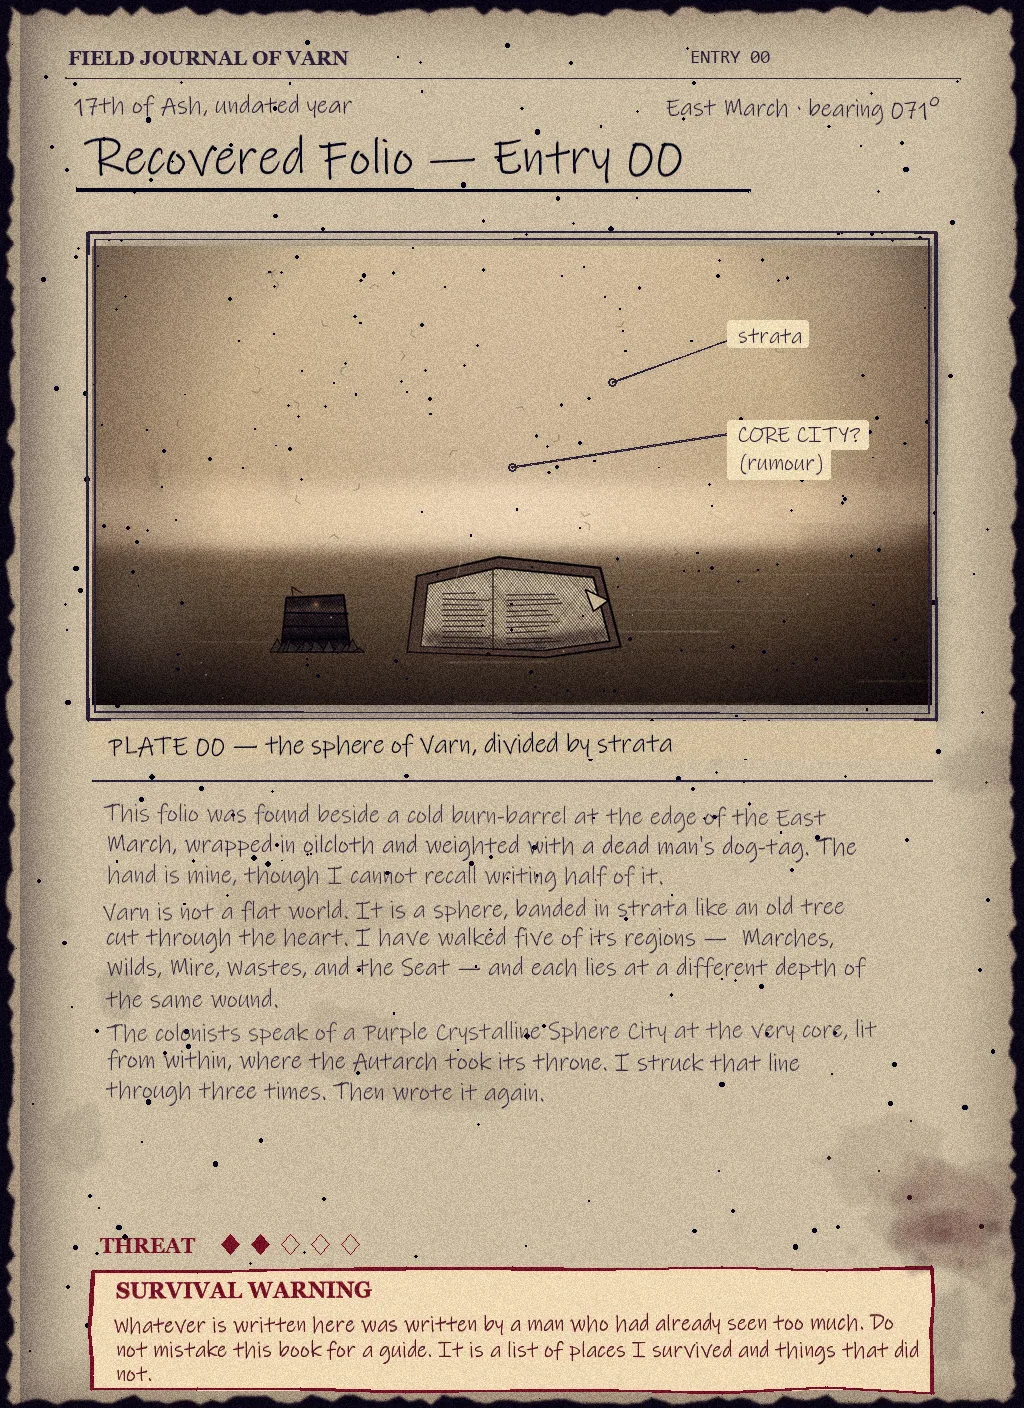 FIELD JOURNAL OF VARN
ENTRY 00
17th of Ash, undated year
East March · bearing 071°
Recovered Folio — Entry 00
strata
CORE CITY?
(rumour)
PLATE 00 — the sphere of Varn, divided by strata
This folio was found beside a cold burn-barrel at the edge of the East
March, wrapped in oilcloth and weighted with a dead man's dog-tag. The
hand is mine, though I cannot recall writing half of it.
Varn is not a flat world. It is a sphere, banded in strata like an old tree
cut through the heart. I have walked five of its regions — Marches,
Wilds, Mire, Wastes, and the Seat — and each lies at a different depth of
the same wound.
The colonists speak of a Purple Crystalline Sphere City at the very core, lit
from within, where the Autarch took its throne. I struck that line
through three times. Then wrote it again.
THREAT
SURVIVAL WARNING
Whatever is written here was written by a man who had already seen too much. Do
not mistake this book for a guide. It is a list of places I survived and things that did
not.